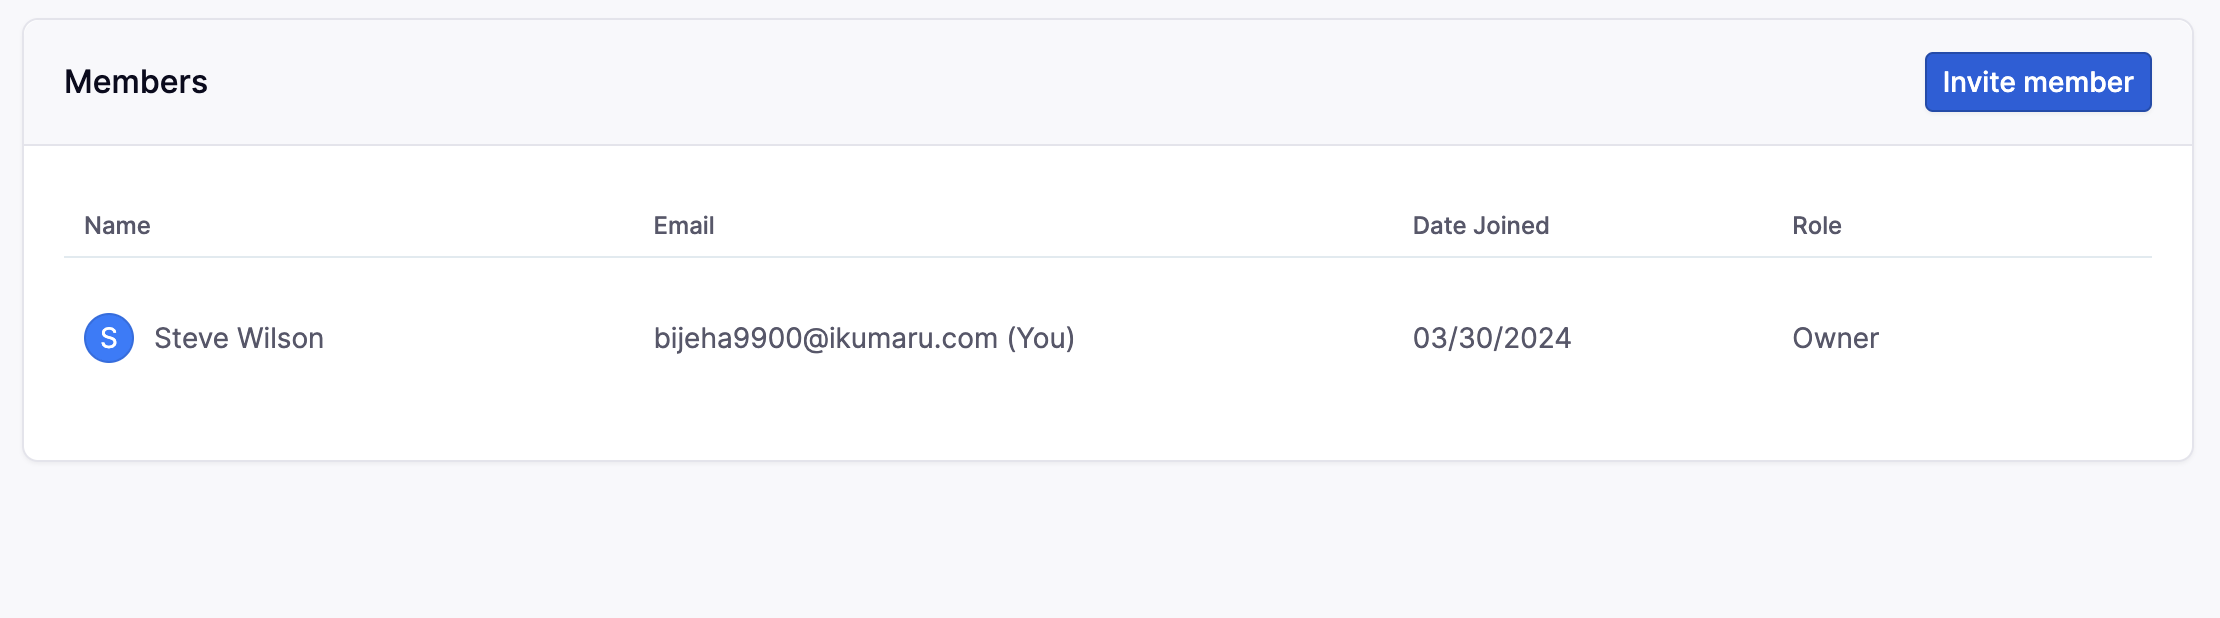 Members
Invite member
Name Email Date Joined Role
S Steve Wilson bijeha9900@ikumaru.com (You) 03/30/2024 Owner